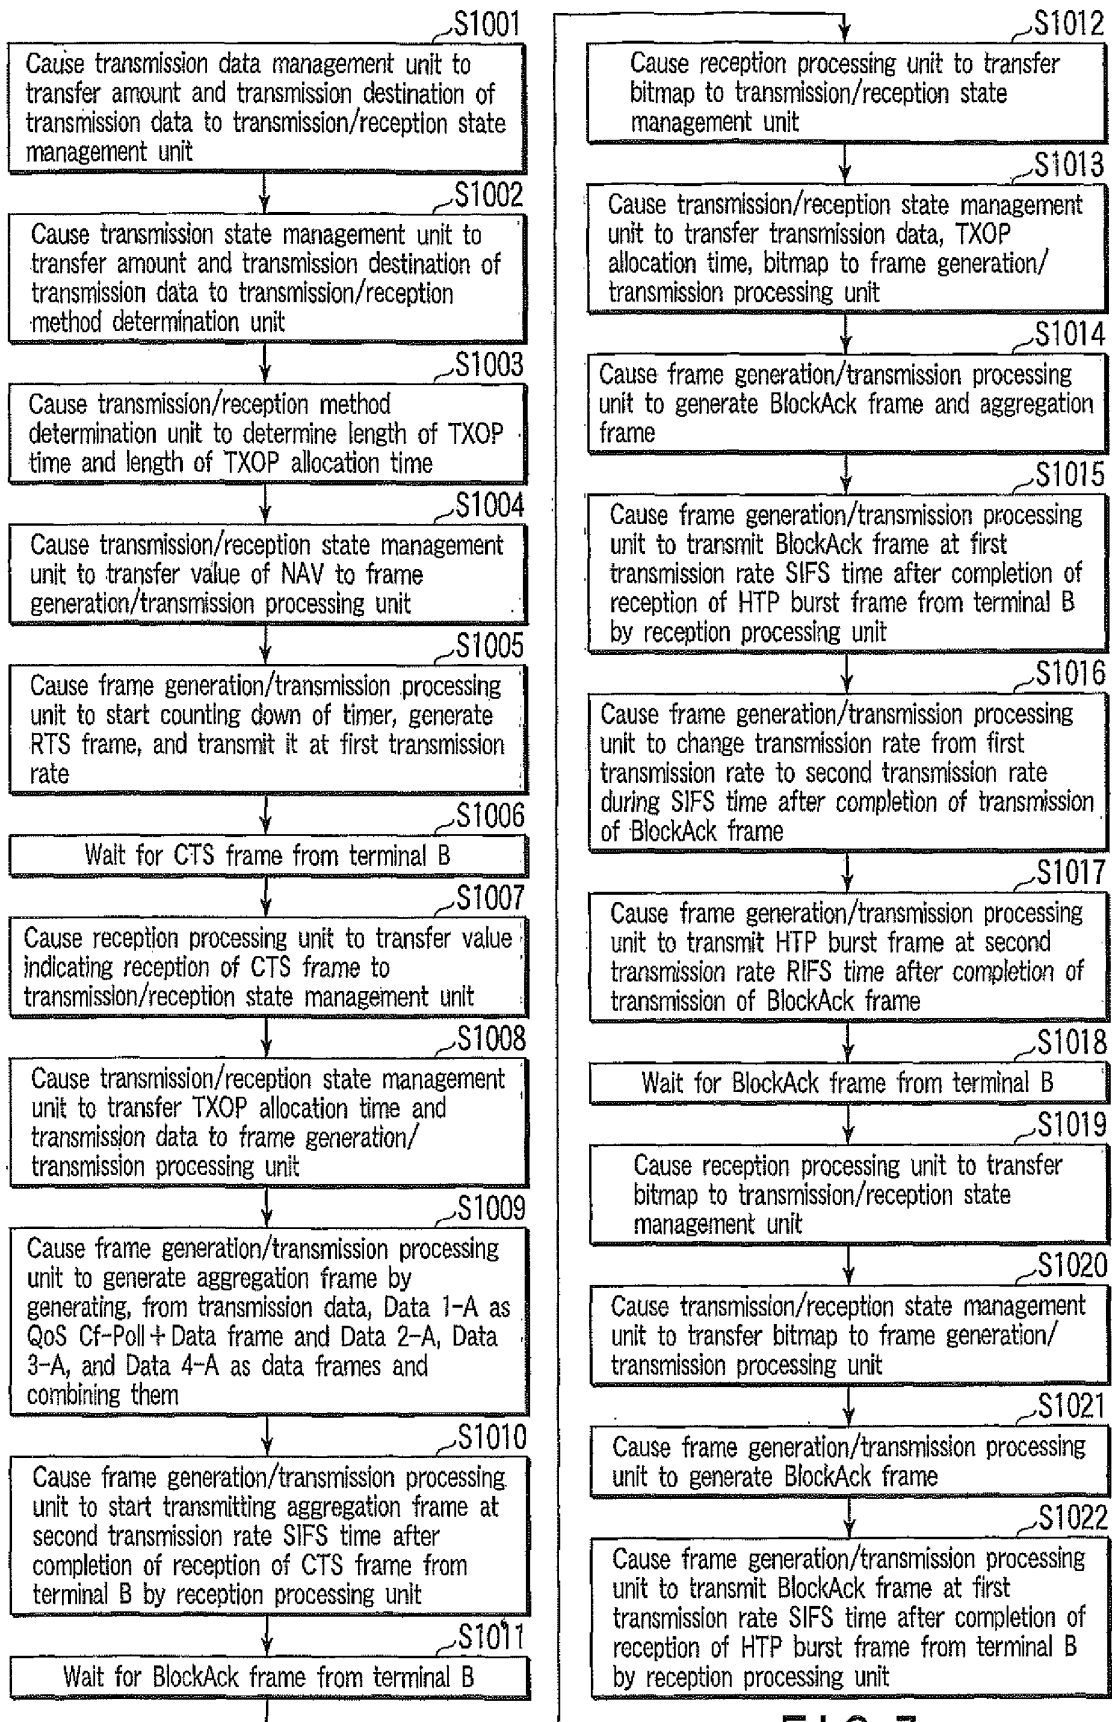 S1001
Cause transmission data management unit to
transfer amount and transmission destination of
transmission data to transmission/reception state
management unit
S1002
Cause transmission state management unit to
transfer amount and transmission destination of
transmission data to transmission/reception
method determination unit
S1003
Cause transmission/reception method
determination unit to determine length of TXOP
time and length of TXOP allocation time
S1004
Cause transmission/reception state management
unit to transfer value of NAV to frame
generation/transmission processing unit
S1005
Cause frame generation/transmission processing
unit to start counting down of timer, generate
RTS frame, and transmit it at first transmission
rate
S1006
Wait for CTS frame from terminal B
S1007
Cause reception processing unit to transfer value
indicating reception of CTS frame to
transmission/reception state management unit
S1008
Cause transmission/reception state management
unit to transfer TXOP allocation time and
transmission data to frame generation/
transmission processing unit
S1009
Cause frame generation/transmission processing
unit to generate aggregation frame by
generating, from transmission data, Data 1-A as
QoS Cf-Poll+Data frame and Data 2-A, Data
3-A, and Data 4-A as data frames and
combining them
S1010
Cause frame generation/transmission processing
unit to start transmitting aggregation frame at
second transmission rate SIFS time after
completion of reception of CTS frame from
terminal B by reception processing unit
S1011
Wait for BlockAck frame from terminal B
S1012
Cause reception processing unit to transfer
bitmap to transmission/reception state
management unit
S1013
Cause transmission/reception state management
unit to transfer transmission data, TXOP
allocation time, bitmap to frame generation/
transmission processing unit
S1014
Cause frame generation/transmission processing
unit to generate BlockAck frame and aggregation
frame
S1015
Cause frame generation/transmission processing
unit to transmit BlockAck frame at first
transmission rate SIFS time after completion of
reception of HTP burst frame from terminal B
by reception processing unit
S1016
Cause frame generation/transmission processing
unit to change transmission rate from first
transmission rate to second transmission rate
during SIFS time after completion of transmission
of BlockAck frame
S1017
Cause frame generation/transmission processing
unit to transmit HTP burst frame at second
transmission rate RIFS time after completion of
transmission of BlockAck frame
S1018
Wait for BlockAck frame from terminal B
S1019
Cause reception processing unit to transfer
bitmap to transmission/reception state
management unit
S1020
Cause transmission/reception state management
unit to transfer bitmap to frame generation/
transmission processing unit
S1021
Cause frame generation/transmission processing
unit to generate BlockAck frame
S1022
Cause frame generation/transmission processing
unit to transmit BlockAck frame at first
transmission rate SIFS time after completion of
reception of HTP burst frame from terminal B
by reception processing unit